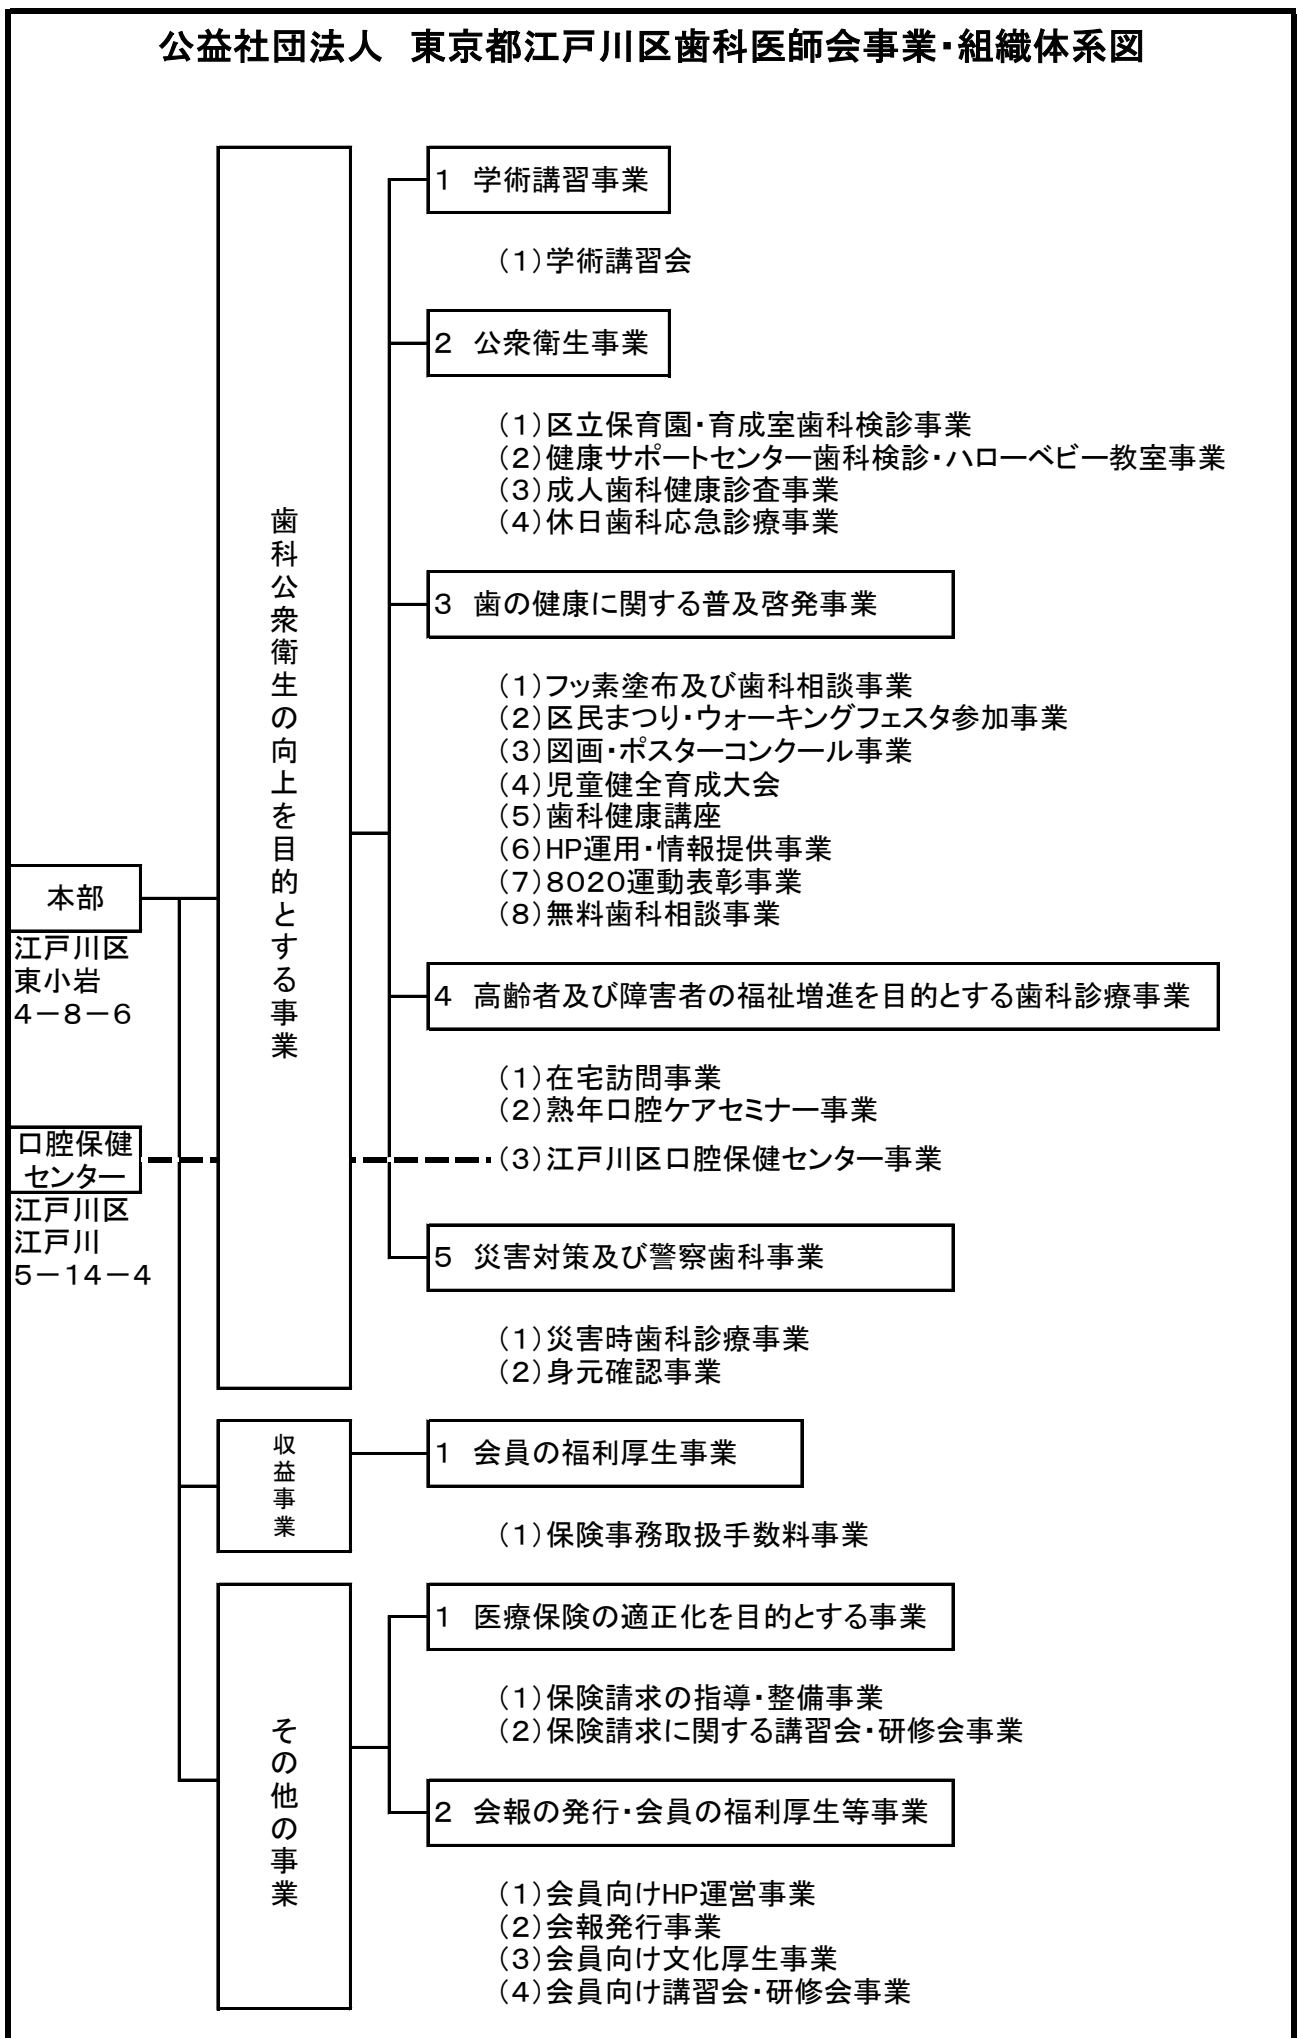 公益社団法人　東京都江戸川区歯科医師会事業・組織体系図
本部
江戸川区
東小岩
４－８－６
口腔保健
センター
江戸川区
江戸川
５－１４－４
歯科公衆衛生の向上を目的とする事業
１　学術講習事業
（１）学術講習会
２　公衆衛生事業
（１）区立保育園・育成室歯科検診事業
（２）健康サポートセンター歯科検診・ハローベビー教室事業
（３）成人歯科健康診査事業
（４）休日歯科応急診療事業
３　歯の健康に関する普及啓発事業
（１）フッ素塗布及び歯科相談事業
（２）区民まつり・ウォーキングフェスタ参加事業
（３）図画・ポスターコンクール事業
（４）児童健全育成大会
（５）歯科健康講座
（６）HP運用・情報提供事業
（７）８０２０運動表彰事業
（８）無料歯科相談事業
４　高齢者及び障害者の福祉増進を目的とする歯科診療事業
（１）在宅訪問事業
（２）熟年口腔ケアセミナー事業
（３）江戸川区口腔保健センター事業
５　災害対策及び警察歯科事業
（１）災害時歯科診療事業
（２）身元確認事業
収益事業
１　会員の福利厚生事業
（１）保険事務取扱手数料事業
その他の事業
１　医療保険の適正化を目的とする事業
（１）保険請求の指導・整備事業
（２）保険請求に関する講習会・研修会事業
２　会報の発行・会員の福利厚生等事業
（１）会員向けHP運営事業
（２）会報発行事業
（３）会員向け文化厚生事業
（４）会員向け講習会・研修会事業